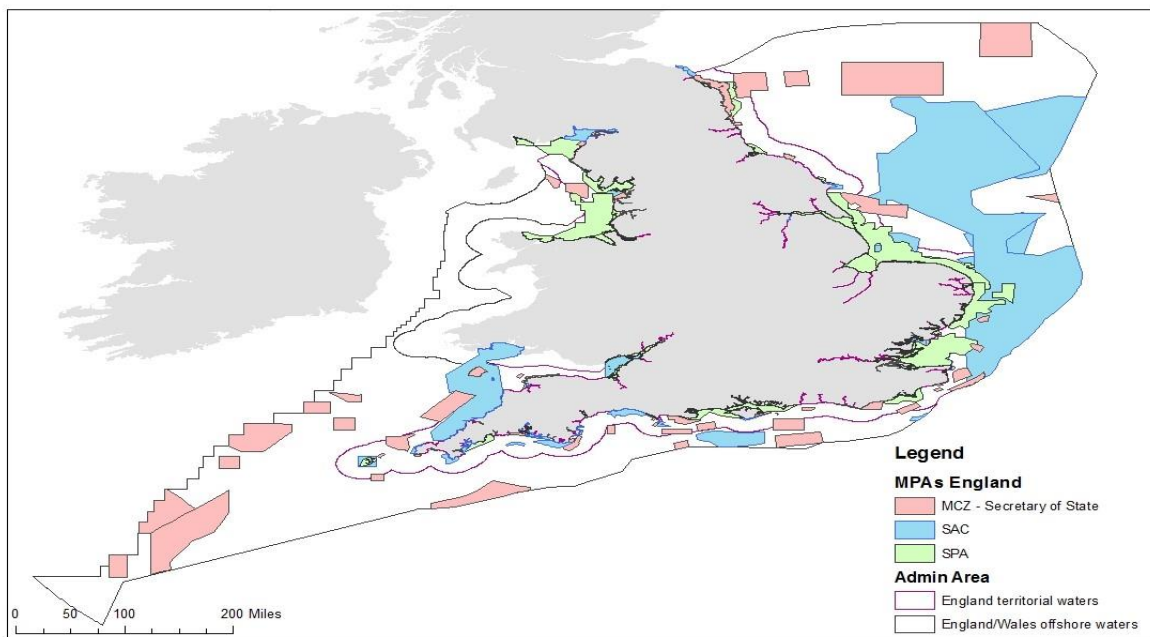 Legend
MPAs England
MCZ - Secretary of State
SAC
SPA
Admin Area
England territorial waters
England/Wales offshore waters
0 50 100 200 Miles